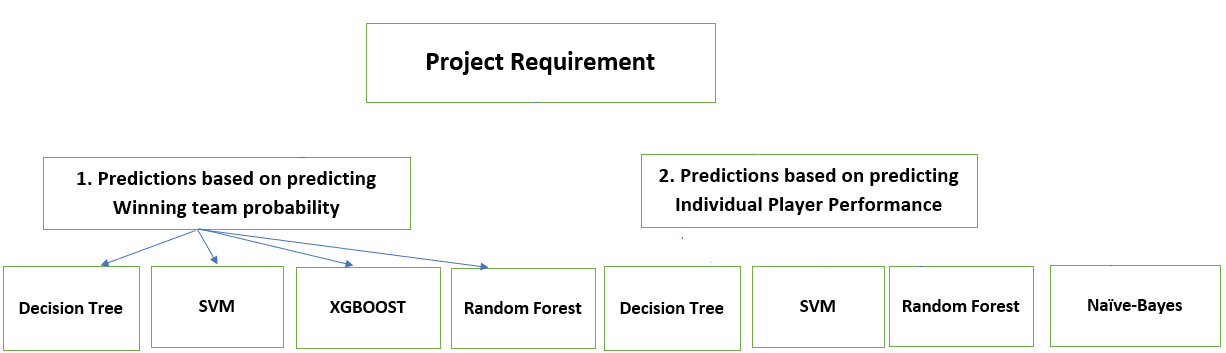 Project Requirement
1. Predictions based on predicting
Winning team probability
2. Predictions based on predicting
Individual Player Performance
Decision Tree
SVM
XGBOOST
Random Forest
Decision Tree
SVM
Random Forest
Naïve-Bayes